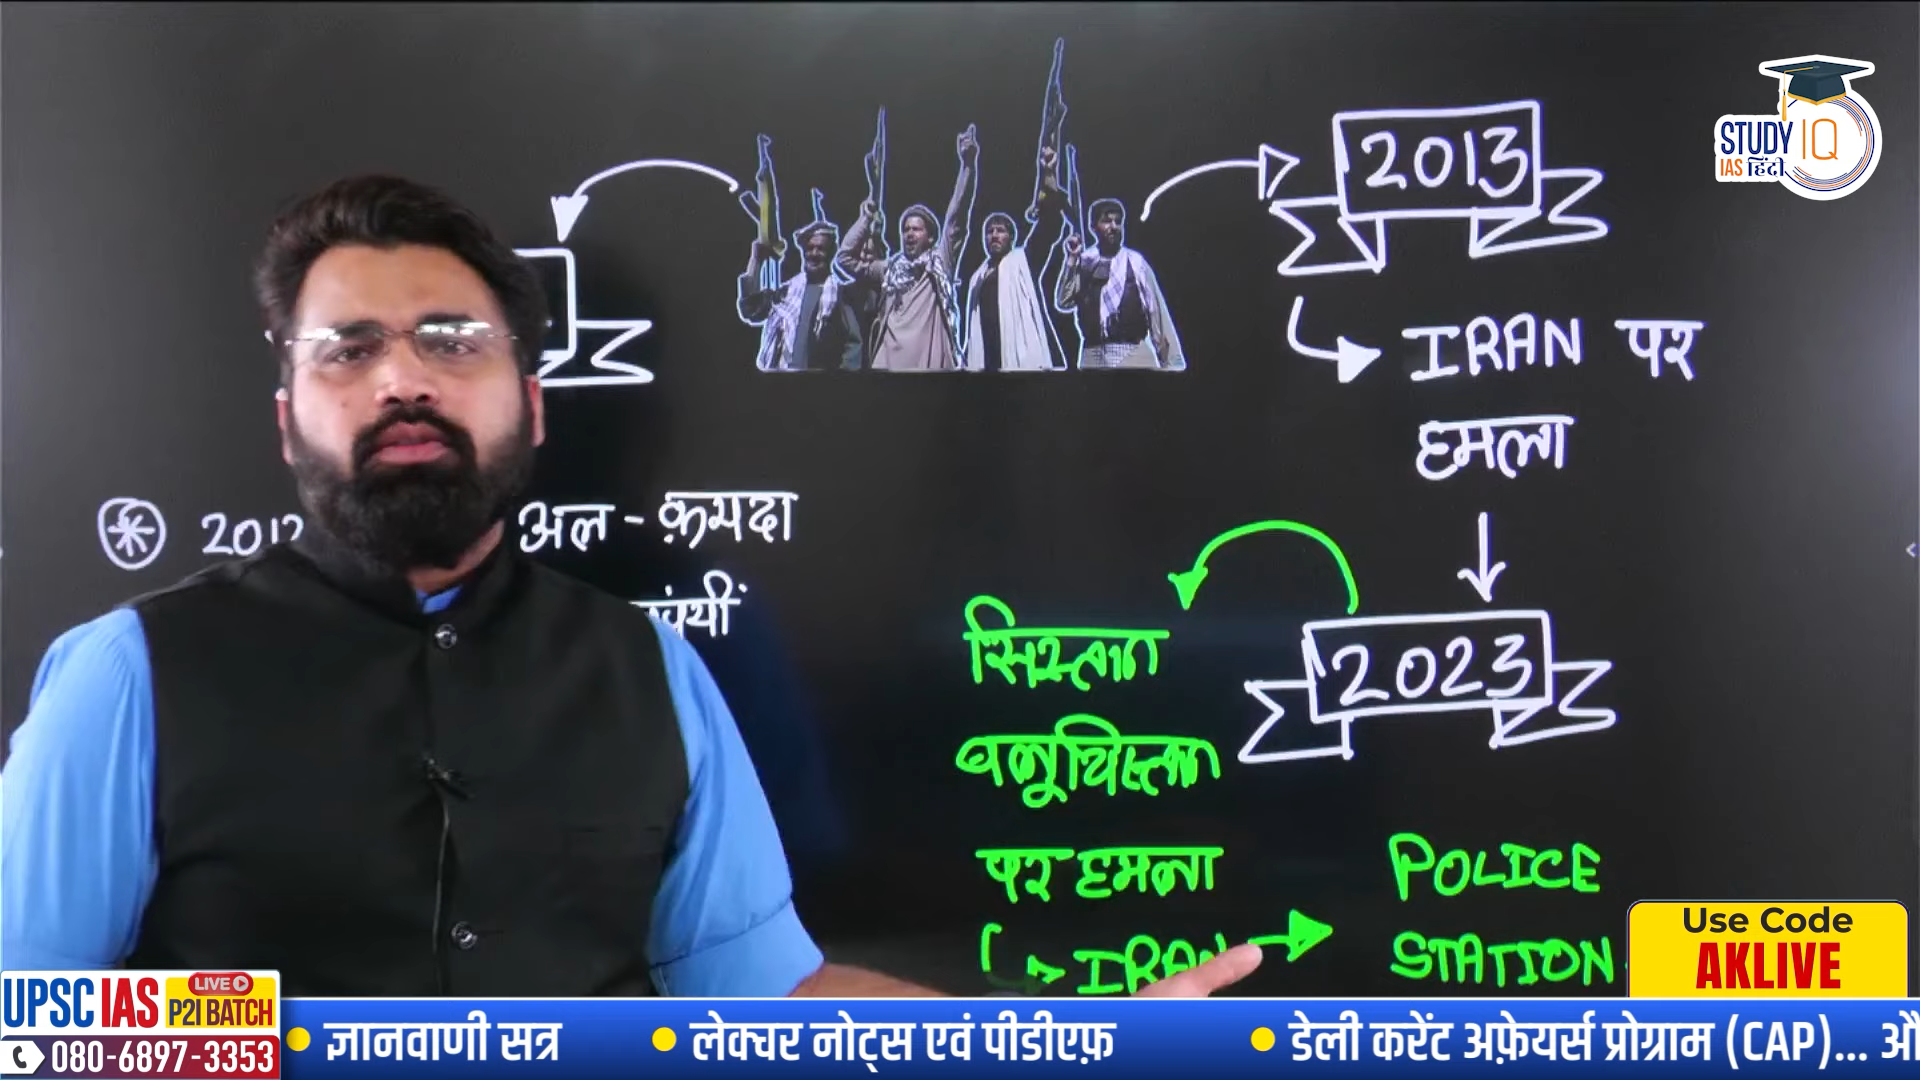 2013
STUDY IQ
IAS हिंदी
IRAN पर
हमला
2012
अल-क़ायदा
2023
सिस्तान
बलुचिस्तान
पर हमला
IRAN
POLICE
STATION
Use Code
AKLIVE
UPSC IAS LIVE P2I BATCH
080-6897-3353
ज्ञानवाणी सत्र
लेक्चर नोट्स एवं पीडीएफ़
डेली करेंट अफ़ेयर्स प्रोग्राम (CAP)... औ